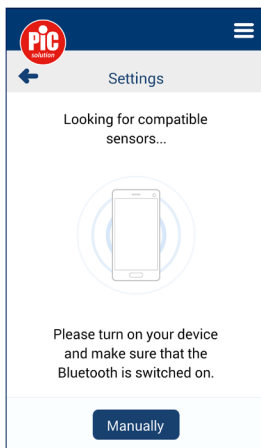 PiC
solution
Settings
Looking for compatible
sensors...
Please turn on your device
and make sure that the
Bluetooth is switched on.
Manually